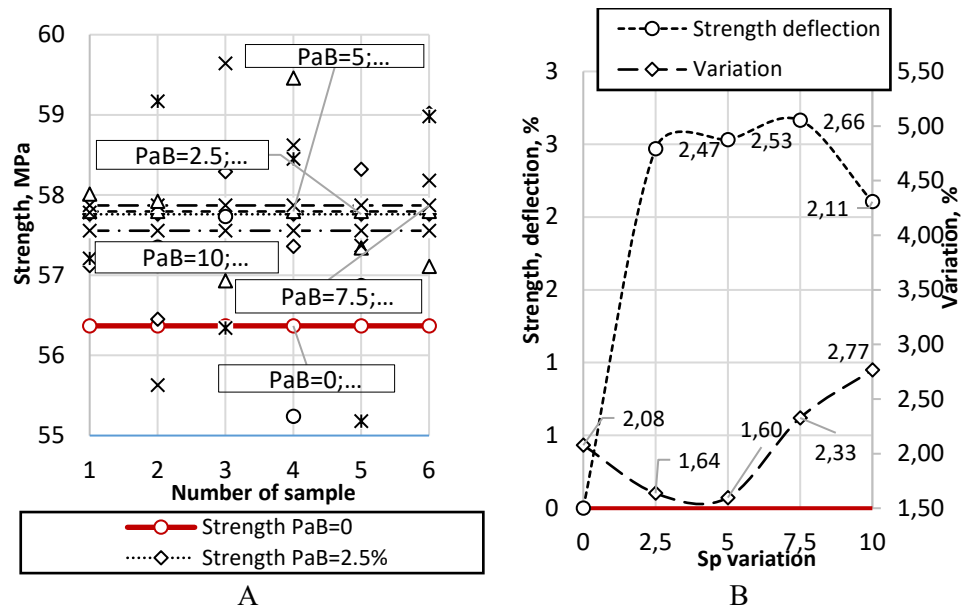 60
59
58
57
56
55
Strength, MPa
PaB=5;...
PaB=2.5;...
PaB=10;...
PaB=7.5;...
PaB=0;...
1 2 3 4 5 6
Number of sample
Strength PaB=0
Strength PaB=2.5%
A
Strength deflection
Variation
3
3
2
2
1
1
0
Strength, deflection, %
5,50
5,00
4,50
4,00
3,50
3,00
2,50
2,00
1,50
Variation, %
2,47
2,53
2,66
2,11
2,08
1,64
1,60
2,33
2,77
0 2,5 5 7,5 10
Sp variation
B